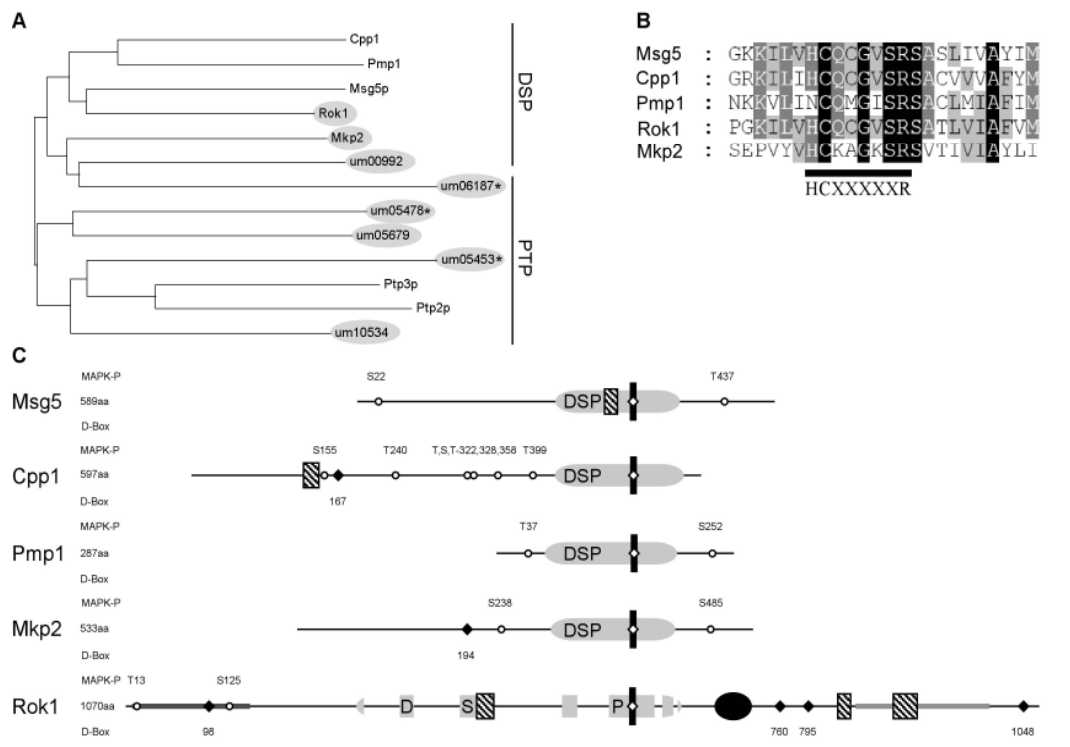 A
Cpp1
Pmp1
Msg5p
Rok1
Mkp2
um00992
um06187*
um05478*
um05679
um05453*
Ptp3p
Ptp2p
um10534
DSP
PTP
B
Msg5 : GKKILVHCQCGVSRSASLIVAYIM
Cpp1 : GRKILIHCQCGVSRSACVVVAFYM
Pmp1 : NKKVLINCQMGISRSACLMIAFIM
Rok1 : PGKILVHCQCGVSRSATLVIAFVM
Mkp2 : SEPVYVHCKAGKSRSVTIVIAYLI
HCXXXXXR
C
MAPK-P S22 T437
Msg5 589aa DSP
D-Box
MAPK-P S155 T240 T,S,T-322,328,358 T399
Cpp1 597aa DSP
D-Box 167
MAPK-P T37 S252
Pmp1 287aa DSP
D-Box
MAPK-P S238 S485
Mkp2 533aa DSP
D-Box 194
MAPK-P T13 S125
Rok1 1070aa D S P
D-Box 98 760 795 1048